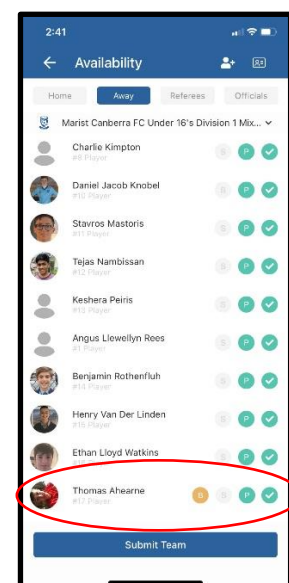 2:41
Availability
Home Away Referees Officials
Marist Canberra FC Under 16's Division 1 Mix...
Charlie Kimpton
#8 Player
S P
Daniel Jacob Knobel
#10 Player
S P
Stavros Mastoris
#11 Player
S P
Tejas Nambissan
#12 Player
S P
Keshera Peiris
#13 Player
S P
Angus Llewellyn Rees
#1 Player
S P
Benjamin Rothenfluh
#14 Player
S P
Henry Van Der Linden
Player
S P
Ethan Lloyd Watkins
S P
Thomas Ahearne
#17 Player
B S P
Submit Team